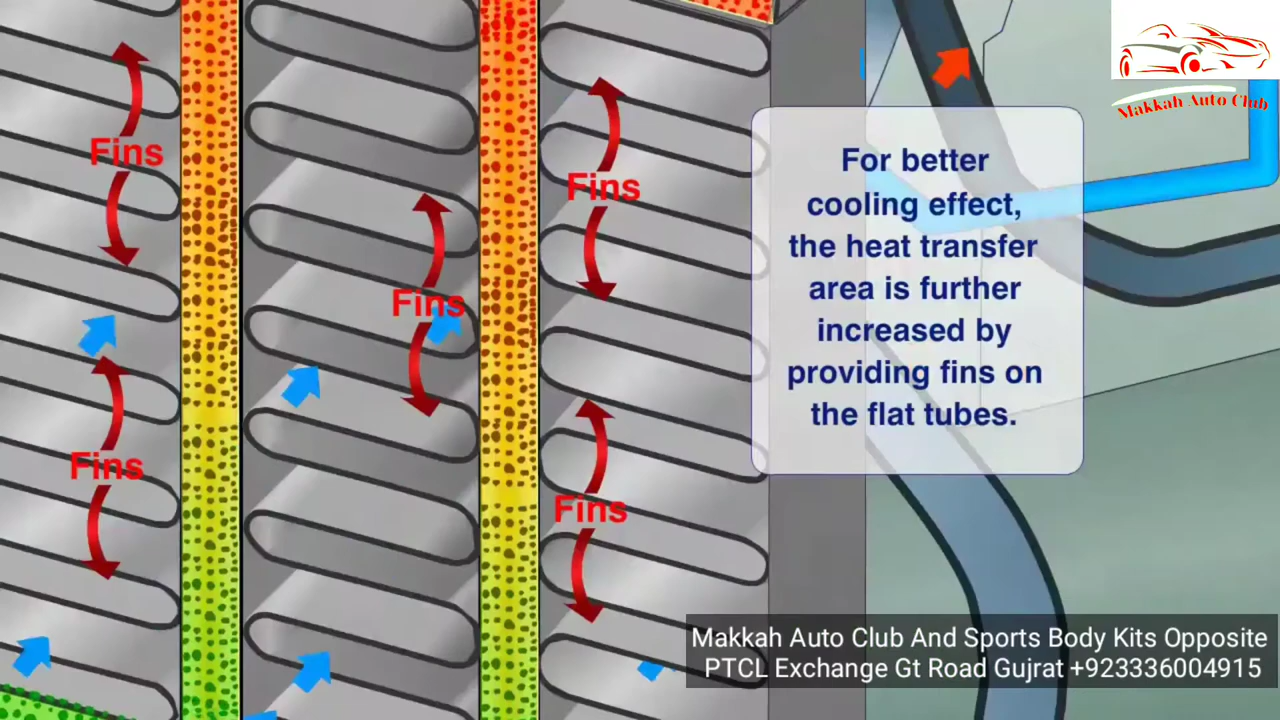 Makkah Auto Club
Fins
Fins
Fins
Fins
Fins
For better
cooling effect,
the heat transfer
area is further
increased by
providing fins on
the flat tubes.
Makkah Auto Club And Sports Body Kits Opposite
PTCL Exchange Gt Road Gujrat +923336004915